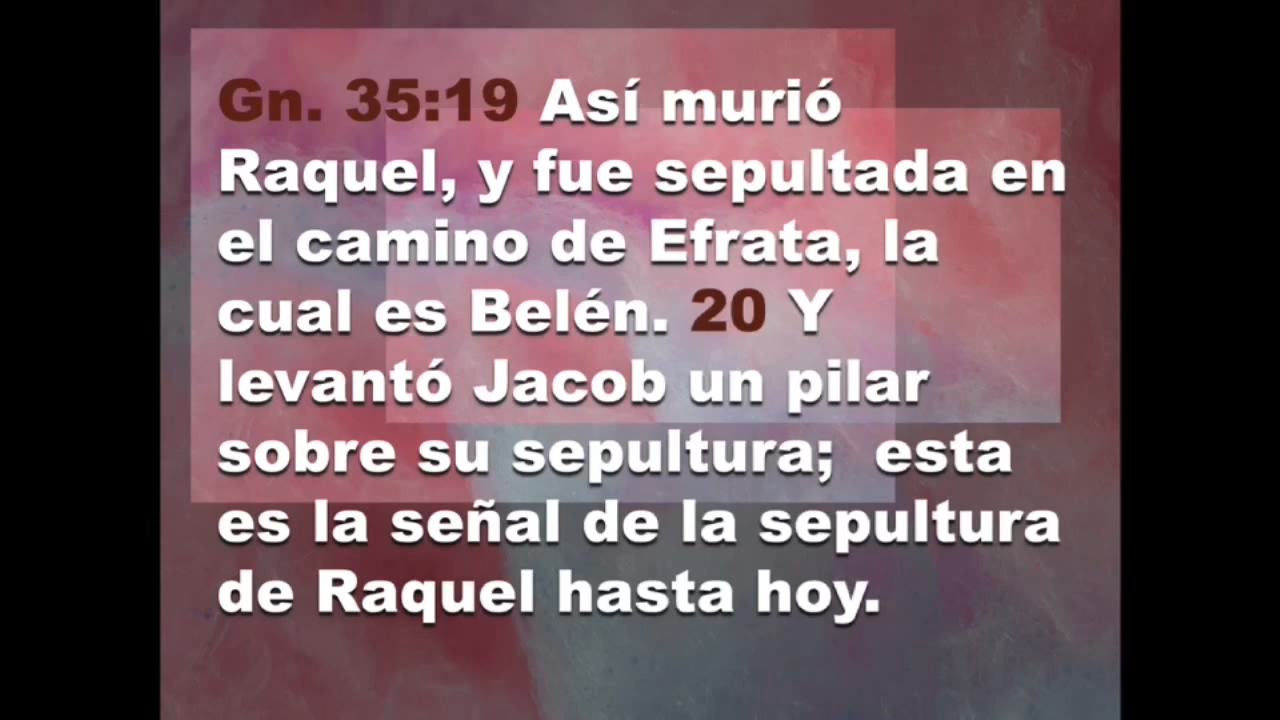 Gn. 35:19 Así murió
Raquel, y fue sepultada en
el camino de Efrata, la
cual es Belén. 20 Y
levantó Jacob un pilar
sobre su sepultura;  esta
es la señal de la sepultura
de Raquel hasta hoy.